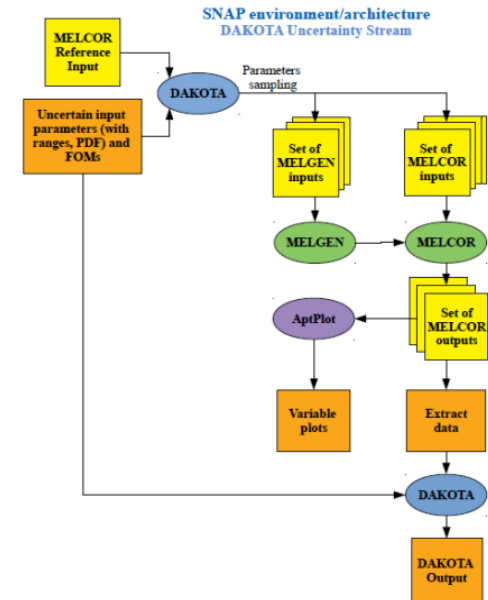 SNAP environment/architecture
DAKOTA Uncertainty Stream
MELCOR
Reference
Input
DAKOTA
Parameters
sampling
Uncertain input
parameters (with
ranges, PDF) and
FOMs
Set of
MELGEN
inputs
Set of
MELCOR
inputs
MELGEN
MELCOR
AptPlot
Set of
MELCOR
outputs
Variable
plots
Extract
data
DAKOTA
DAKOTA
Output